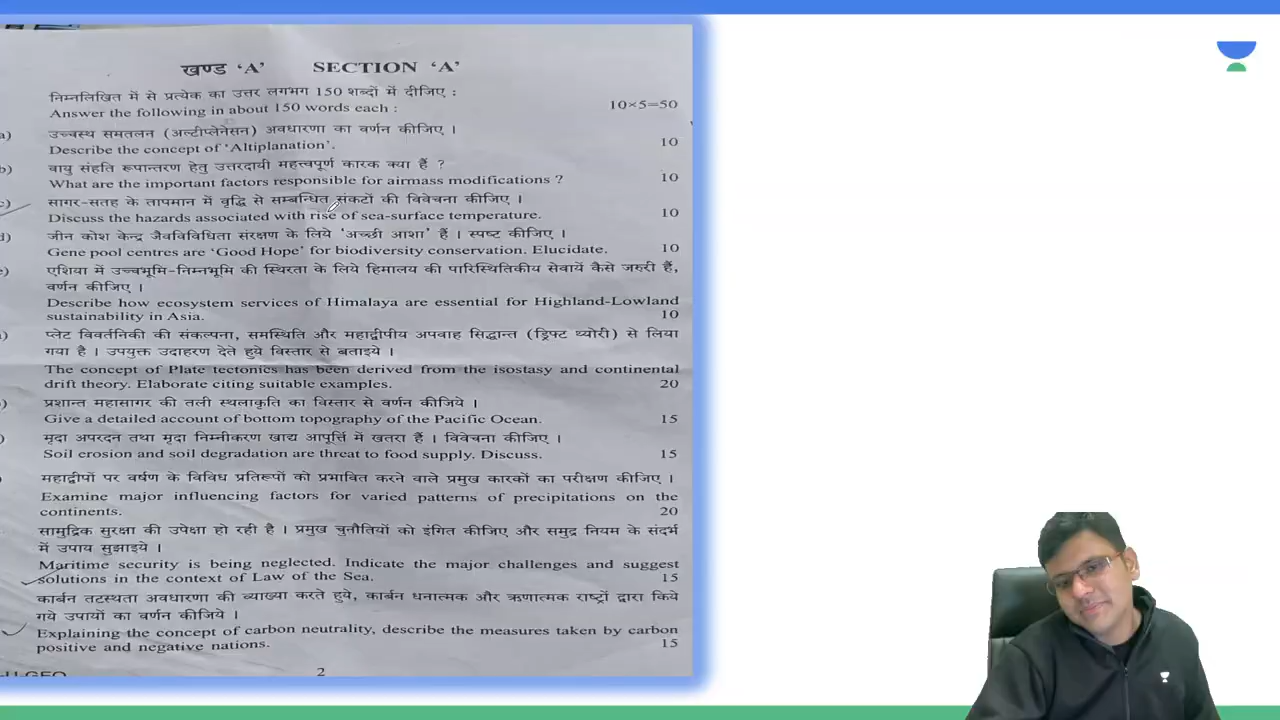 खण्ड ‘A’ SECTION ‘A’
निम्नलिखित में से प्रत्येक का उत्तर लगभग 150 शब्दों में दीजिए :
Answer the following in about 150 words each : 10×5=50
a) उच्चस्थ समतलन (अल्टीप्लेनेसन) अवधारणा का वर्णन कीजिए ।
Describe the concept of ‘Altiplanation’. 10
b) वायु संहति रूपान्तरण हेतु उत्तरदायी महत्त्वपूर्ण कारक क्या हैं ?
What are the important factors responsible for airmass modifications ? 10
c) सागर-सतह के तापमान में वृद्धि से सम्बन्धित संकटों की विवेचना कीजिए ।
Discuss the hazards associated with rise of sea-surface temperature. 10
d) जीन कोश केन्द्र जैवविविधिता संरक्षण के लिये ‘अच्छी आशा’ हैं । स्पष्ट कीजिए ।
Gene pool centres are ‘Good Hope’ for biodiversity conservation. Elucidate. 10
e) एशिया में उच्चभूमि-निम्नभूमि की स्थिरता के लिये हिमालय की पारिस्थितिकीय सेवायें कैसे जरुरी हैं,
वर्णन कीजिए ।
Describe how ecosystem services of Himalaya are essential for Highland-Lowland
sustainability in Asia. 10
) प्लेट विवर्तनिकी की संकल्पना, समस्थिति और महाद्वीपीय अपवाह सिद्धान्त (ड्रिफ्ट थ्योरी) से लिया
गया है । उपयुक्त उदाहरण देते हुये विस्तार से बताइये ।
The concept of Plate tectonics has been derived from the isostasy and continental
drift theory. Elaborate citing suitable examples. 20
) प्रशान्त महासागर की तली स्थलाकृति का विस्तार से वर्णन कीजिये ।
Give a detailed account of bottom topography of the Pacific Ocean. 15
) मृदा अपरदन तथा मृदा निम्नीकरण खाद्य आपूर्त्ति में खतरा हैं । विवेचना कीजिए ।
Soil erosion and soil degradation are threat to food supply. Discuss. 15
महाद्वीपों पर वर्षण के विविध प्रतिरूपों को प्रभावित करने वाले प्रमुख कारकों का परीक्षण कीजिए ।
Examine major influencing factors for varied patterns of precipitations on the
continents. 20
सामुद्रिक सुरक्षा की उपेक्षा हो रही है । प्रमुख चुनौतियों को इंगित कीजिए और समुद्र नियम के संदर्भ
में उपाय सुझाइये ।
Maritime security is being neglected. Indicate the major challenges and suggest
solutions in the context of Law of the Sea. 15
कार्बन तटस्थता अवधारणा की व्याख्या करते हुये, कार्बन धनात्मक और ऋणात्मक राष्ट्रों द्वारा किये
गये उपायों का वर्णन कीजिये ।
Explaining the concept of carbon neutrality, describe the measures taken by carbon
positive and negative nations. 15
2